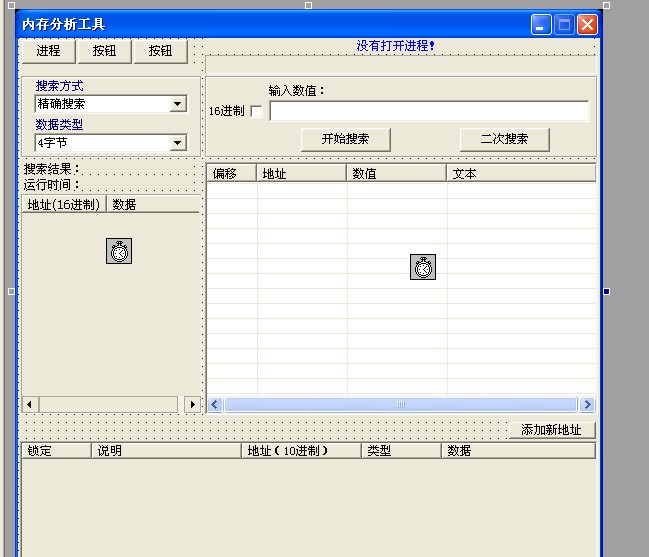 内存分析工具
进程 按钮 按钮
没有打开进程!
搜索方式
精确搜索
数据类型
4字节
输入数值:
16进制
开始搜索 二次搜索
搜索结果:
运行时间:
地址(16进制) 数据
偏移 地址 数值 文本
添加新地址
锁定 说明 地址(10进制) 类型 数据